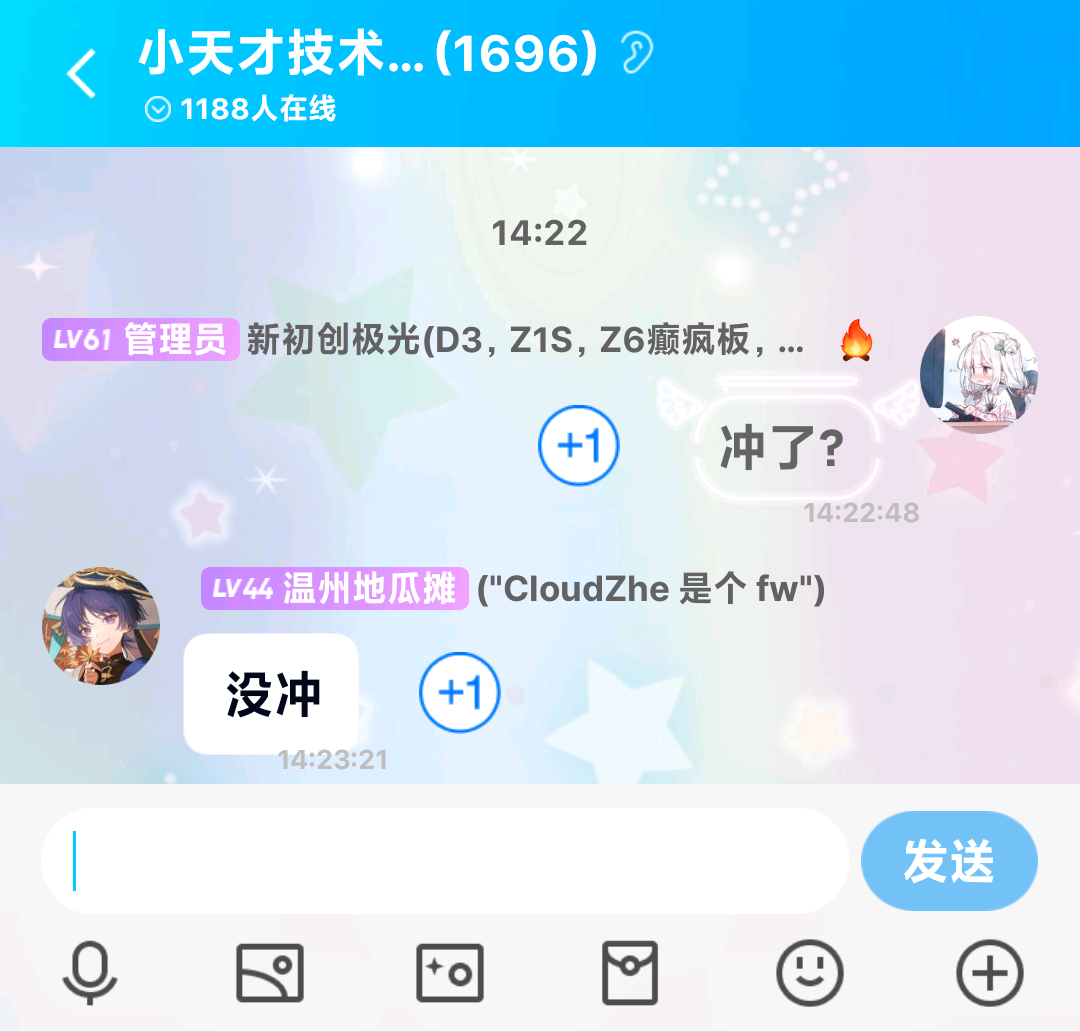 小天才技术...(1696)
1188人在线
14:22
LV61 管理员 新初创极光(D3, Z1S, Z6癫疯板, ...
+1 冲了?
14:22:48
LV44 温州地瓜摊 ("CloudZhe 是个 fw")
没冲 +1
14:23:21
发送